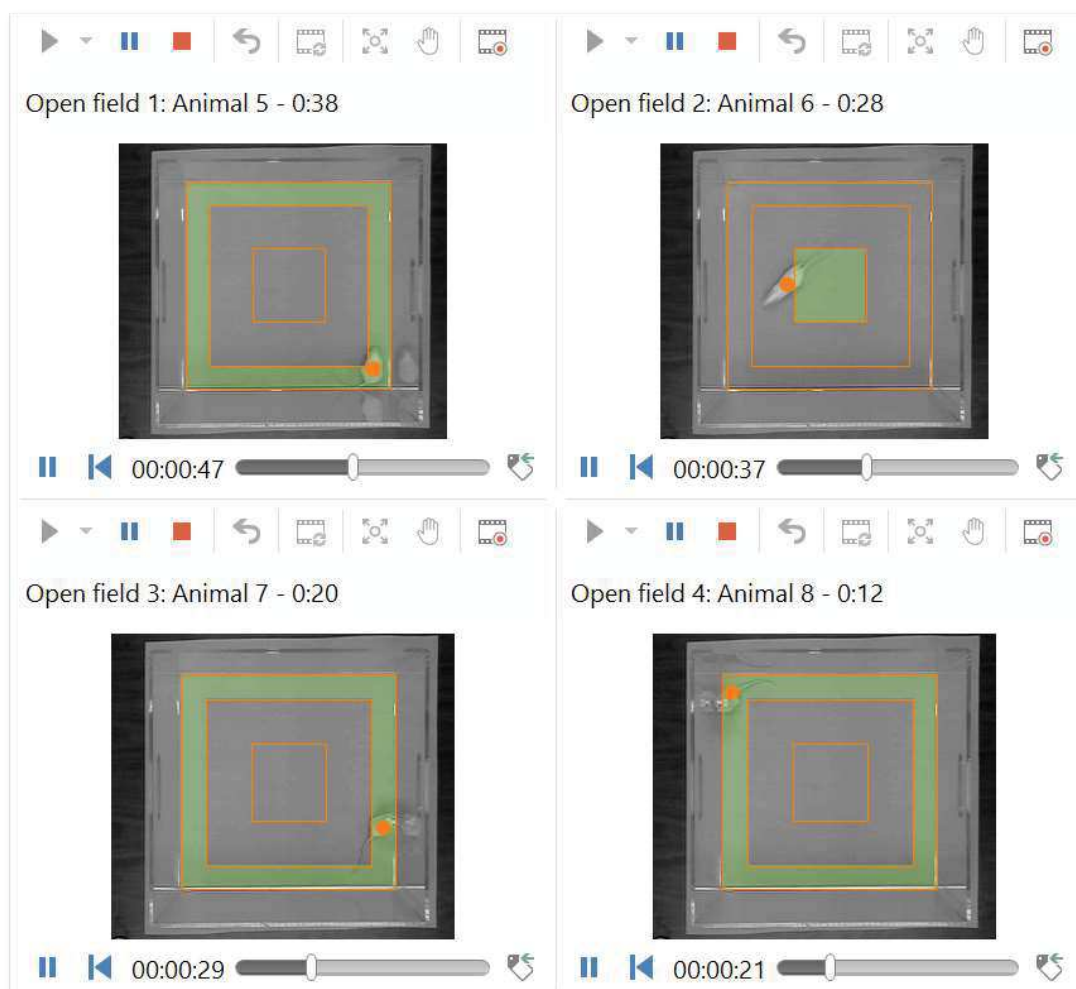 Open field 1: Animal 5 - 0:38
Open field 2: Animal 6 - 0:28
00:00:47
00:00:37
Open field 3: Animal 7 - 0:20
Open field 4: Animal 8 - 0:12
00:00:29
00:00:21